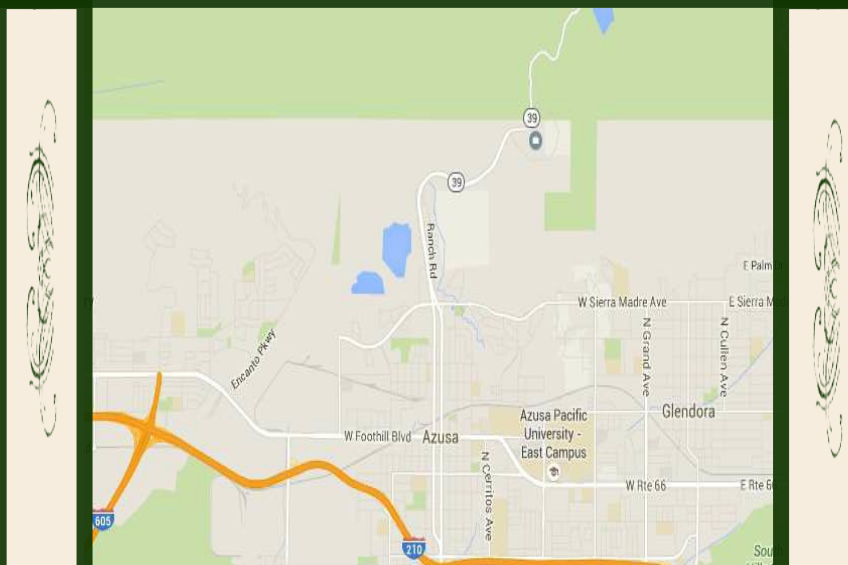 39
39
Ranch Rd
E Palm
W Sierra Madre Ave
E Sierra M
N Grand Ave
N Cullen Ave
Encanto Pkwy
Glendora
Azusa Pacific
University -
East Campus
W Foothill Blvd
Azusa
N Cerritos Ave
W Rte 66
E Rte 6
605
210
Sou